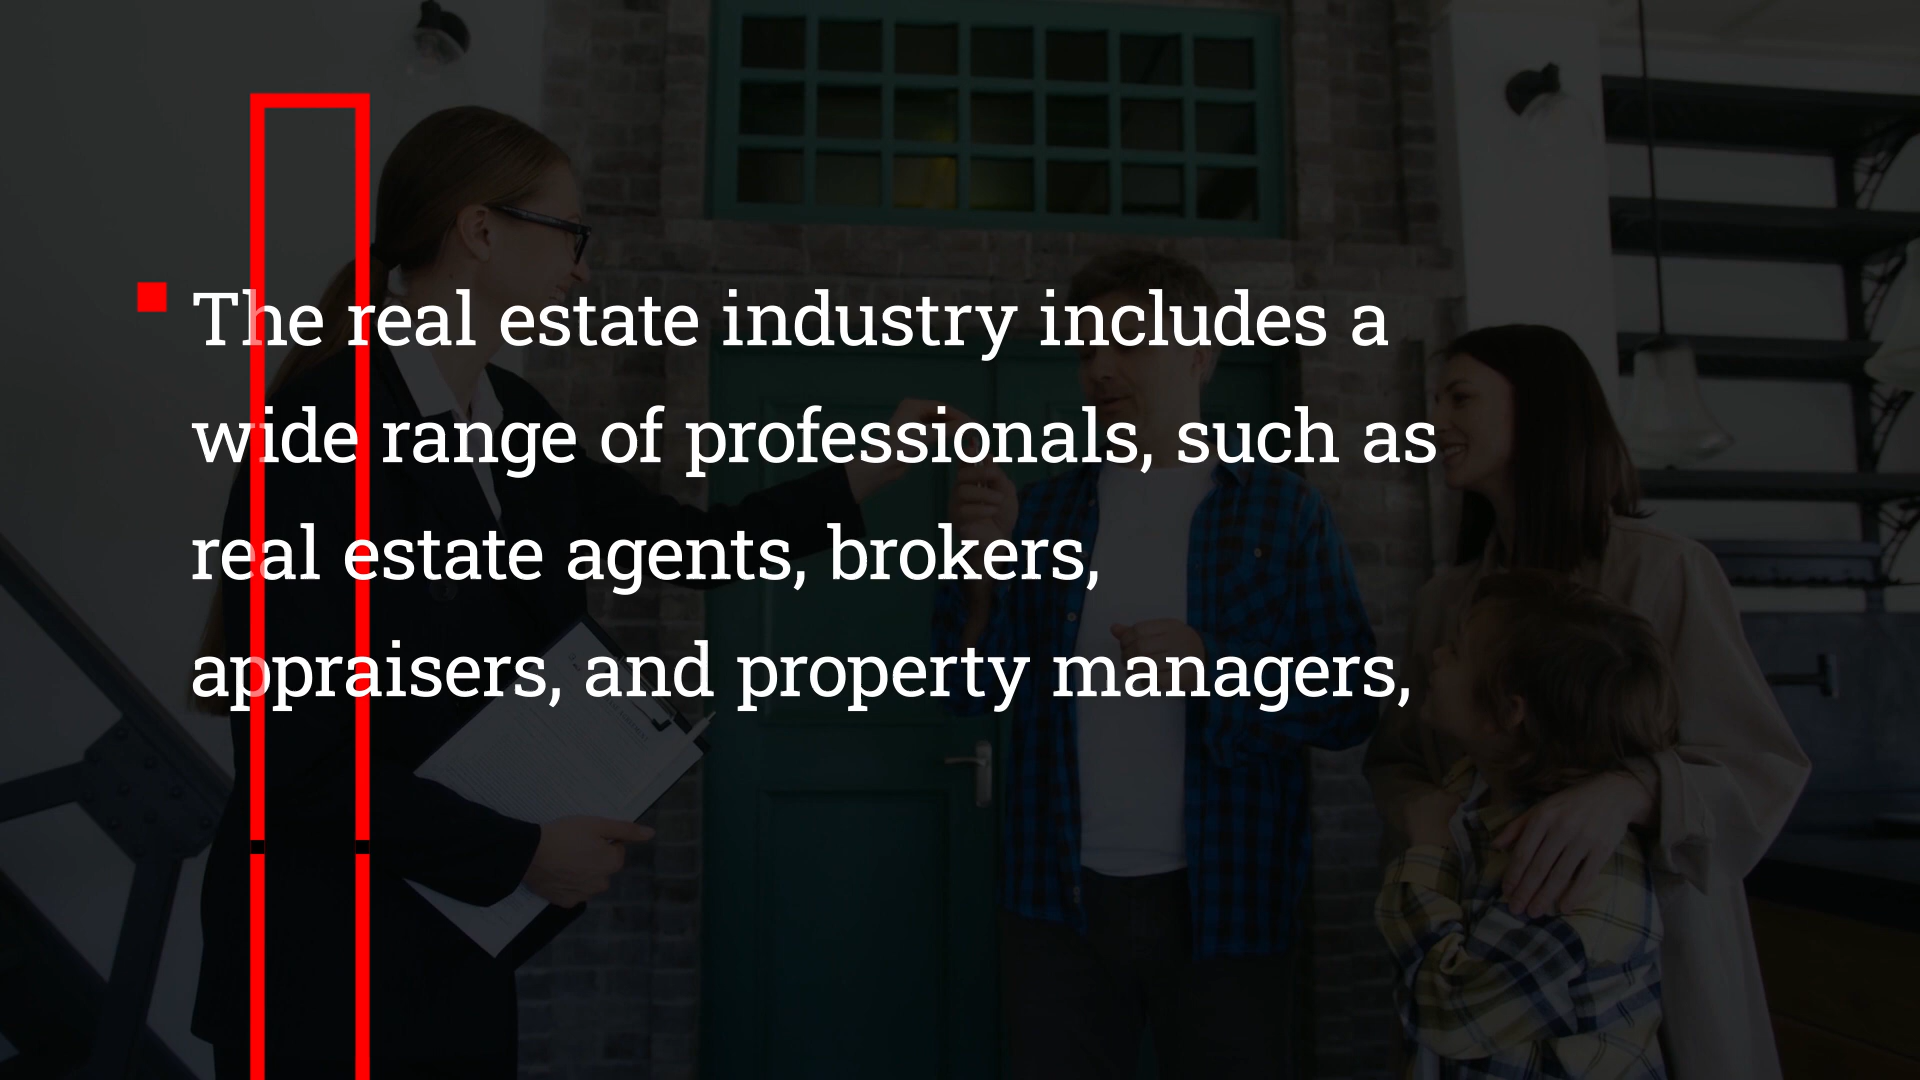 The real estate industry includes a
wide range of professionals, such as
real estate agents, brokers,
appraisers, and property managers,